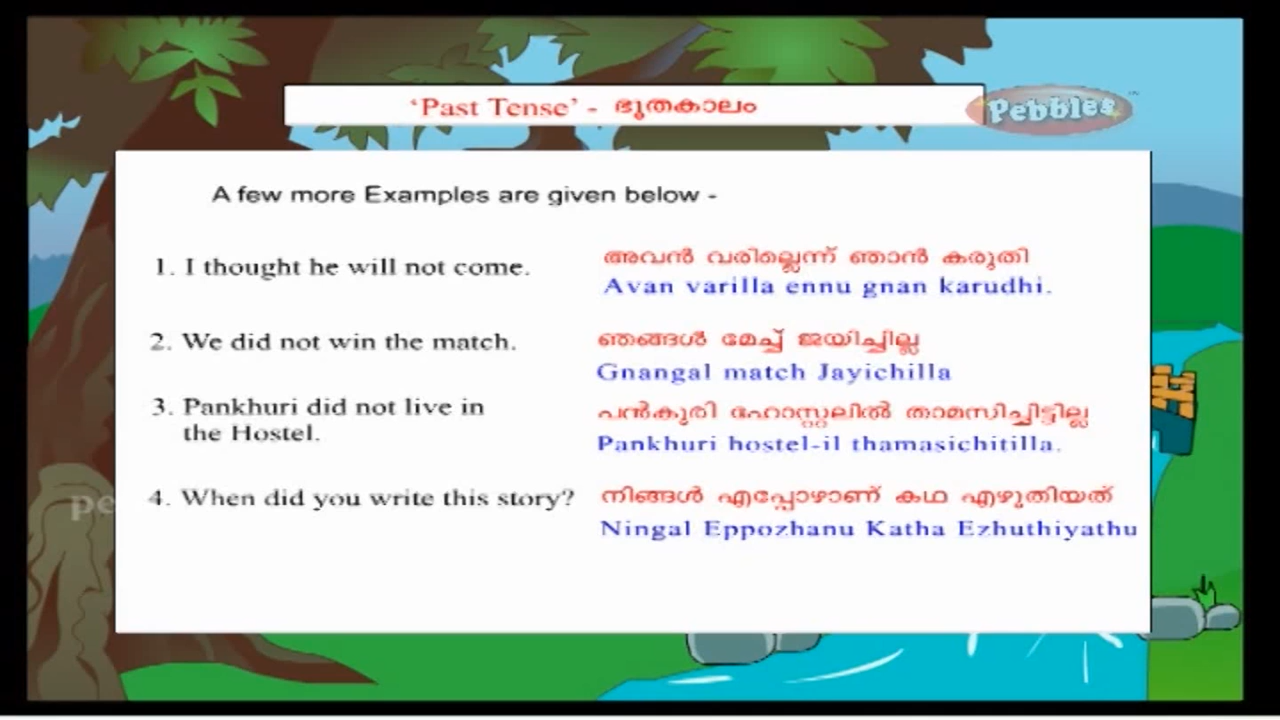 ‘Past Tense’ - ഭൂതകാലം
Pebbles
A few more Examples are given below -
1. I thought he will not come.
അവൻ വരില്ലെന്ന് ഞാൻ കരുതി
Avan varilla ennu gnan karudhi.
2. We did not win the match.
ഞങ്ങൾ മേച്ച് ജയിച്ചില്ല
Gnangal match Jayichilla
3. Pankhuri did not live in
the Hostel.
പൻകുരി ഹോസ്റ്റലിൽ താമസിച്ചിട്ടില്ല
Pankhuri hostel-il thamasichitilla.
4. When did you write this story?
നിങ്ങൾ എപ്പോഴാണ് കഥ എഴുതിയത്
Ningal Eppozhanu Katha Ezhuthiyathu